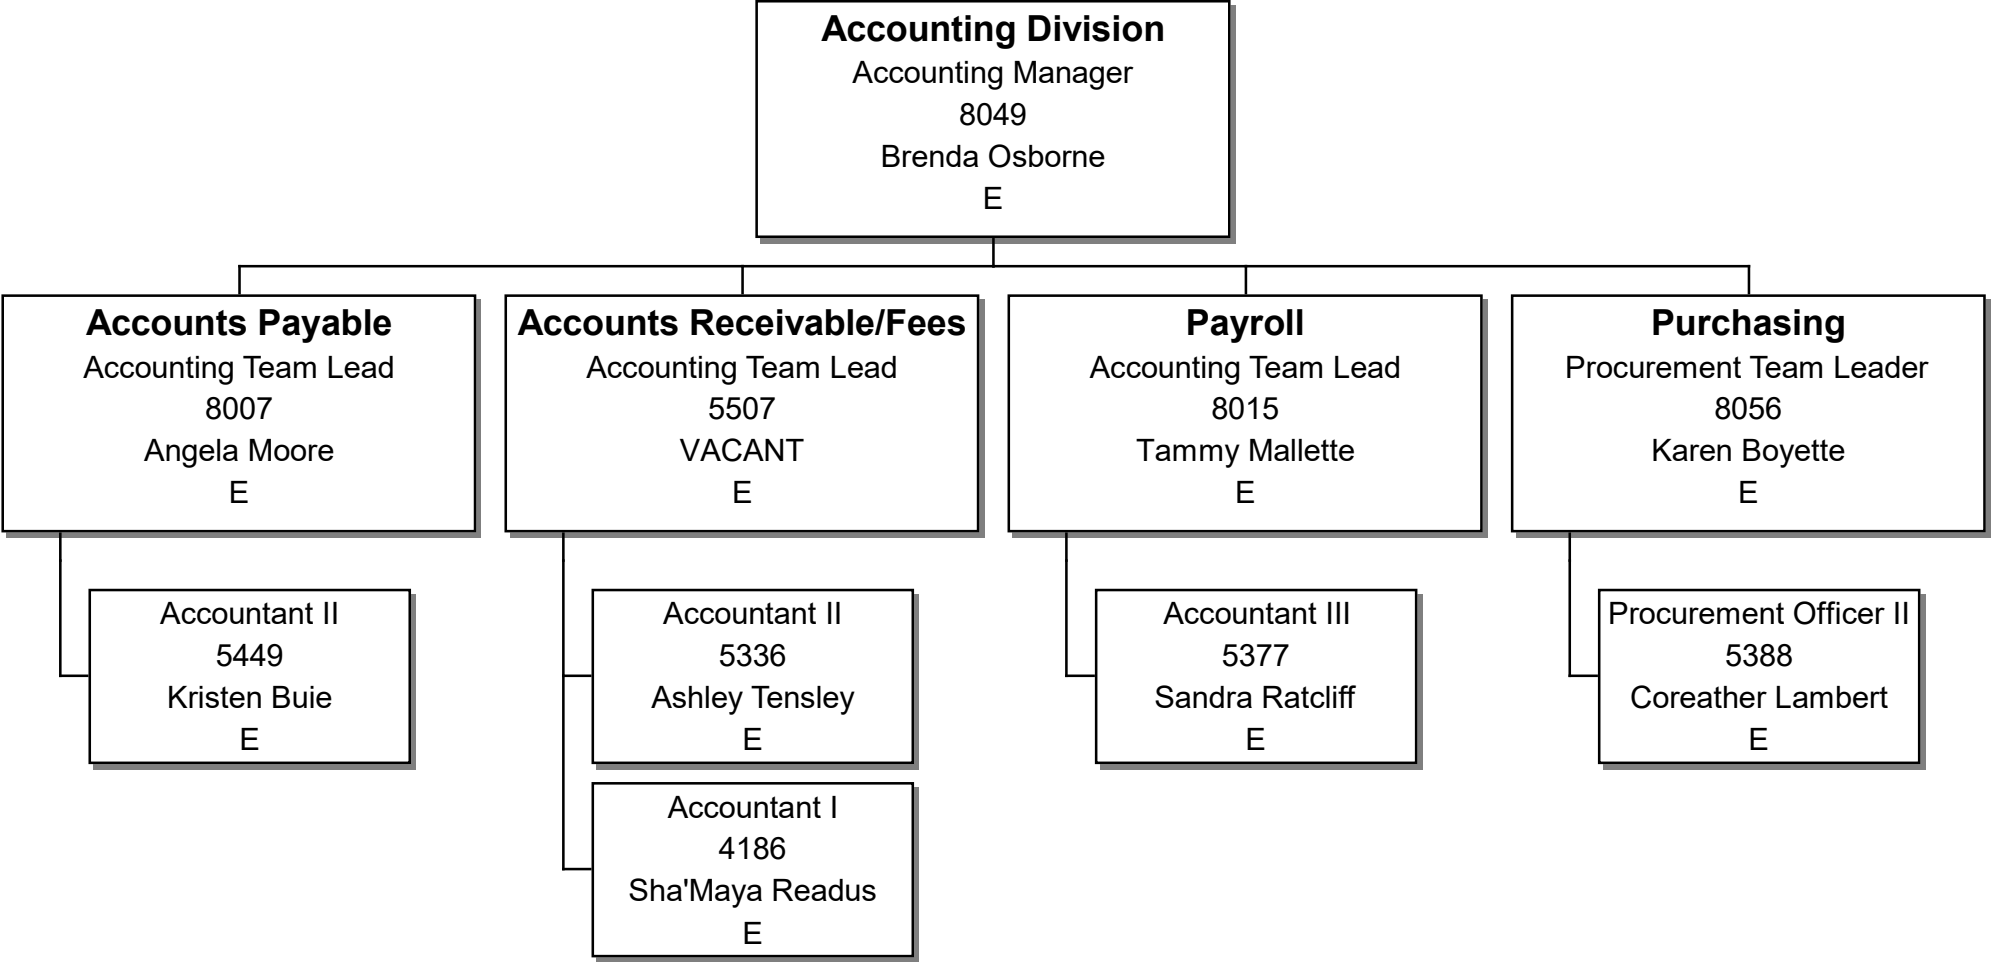 Accounting Division
Accounting Manager
8049
Brenda Osborne
E
Accounts Payable
Accounting Team Lead
8007
Angela Moore
E
Accounts Receivable/Fees
Accounting Team Lead
5507
VACANT
E
Payroll
Accounting Team Lead
8015
Tammy Mallette
E
Purchasing
Procurement Team Leader
8056
Karen Boyette
E
Accountant II
5449
Kristen Buie
E
Accountant II
5336
Ashley Tensley
E
Accountant I
4186
Sha'Maya Readus
E
Accountant III
5377
Sandra Ratcliff
E
Procurement Officer II
5388
Coreather Lambert
E